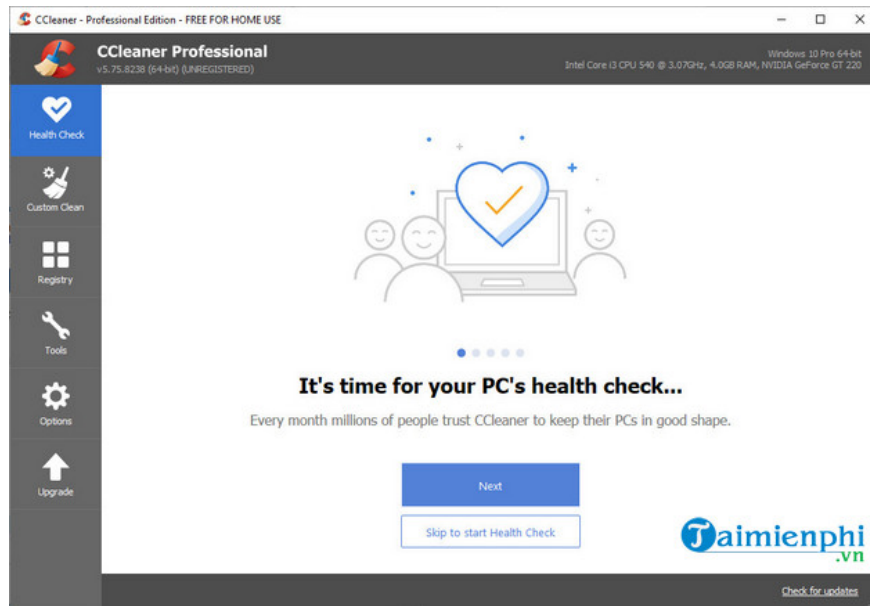 CCleaner - Professional Edition - FREE FOR HOME USE
CCleaner Professional
v5.75.8238 (64-bit) (UNREGISTERED)
Windows 10 Pro 64-bit
Intel Core i3 CPU 540 @ 3.07GHz, 4.0GB RAM, NVIDIA GeForce GT 220
Health Check
Custom Clean
Registry
Tools
Options
Upgrade
It's time for your PC's health check...
Every month millions of people trust CCleaner to keep their PCs in good shape.
Next
Skip to start Health Check
Taimienphi
.vn
Check for updates